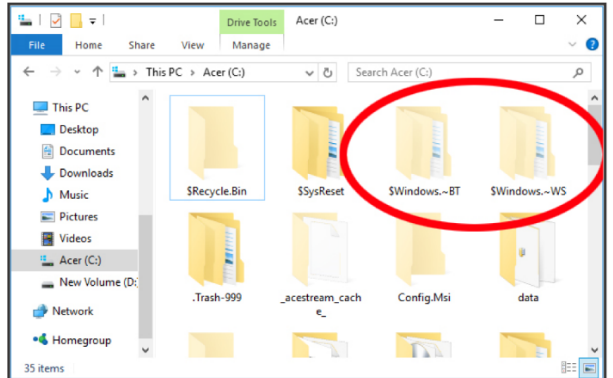 Drive Tools
Acer (C:)
File
Home
Share
View
Manage
This PC > Acer (C:)
Search Acer (C:)
This PC
Desktop
Documents
Downloads
Music
Pictures
Videos
Acer (C:)
New Volume (D:
Network
Homegroup
$Recycle.Bin
$SysReset
$Windows.~BT
$Windows.~WS
.Trash-999
_acestream_cach
e_
Config.Msi
data
35 items